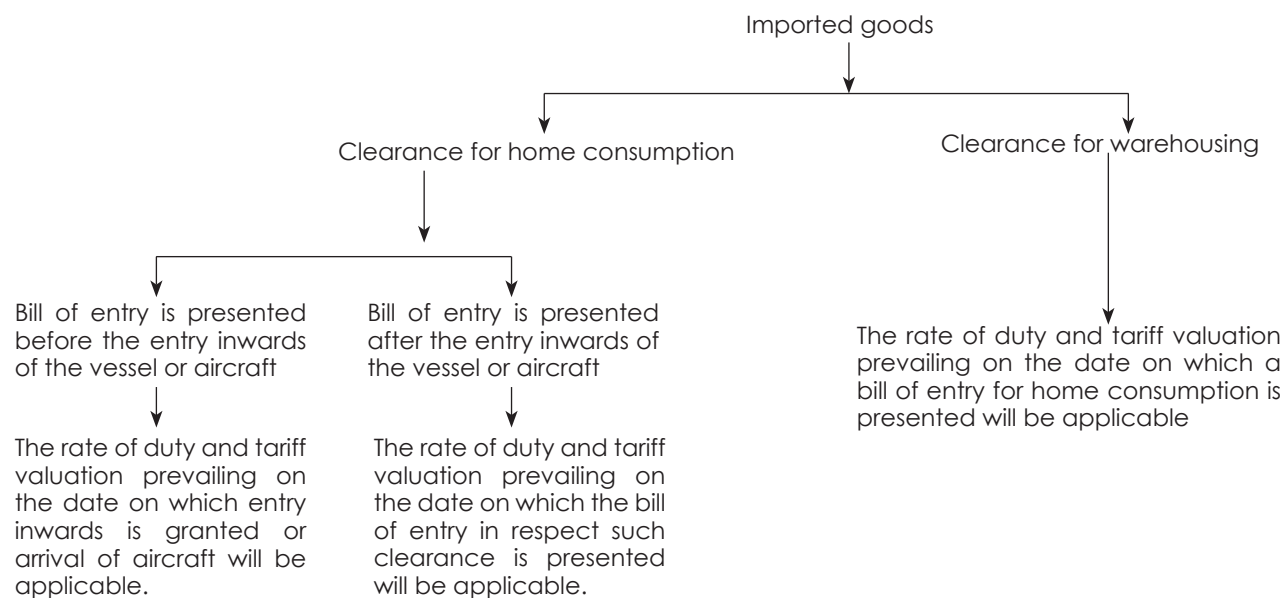 Imported goods
Clearance for home consumption
Clearance for warehousing
Bill of entry is presented
before the entry inwards
of the vessel or aircraft
Bill of entry is presented
after the entry inwards of
the vessel or aircraft
The rate of duty and tariff valuation
prevailing on the date on which a
bill of entry for home consumption is
presented will be applicable
The rate of duty and tariff
valuation prevailing on
the date on which entry
inwards is granted or
arrival of aircraft will be
applicable.
The rate of duty and tariff
valuation prevailing on
the date on which the bill
of entry in respect such
clearance is presented
will be applicable.